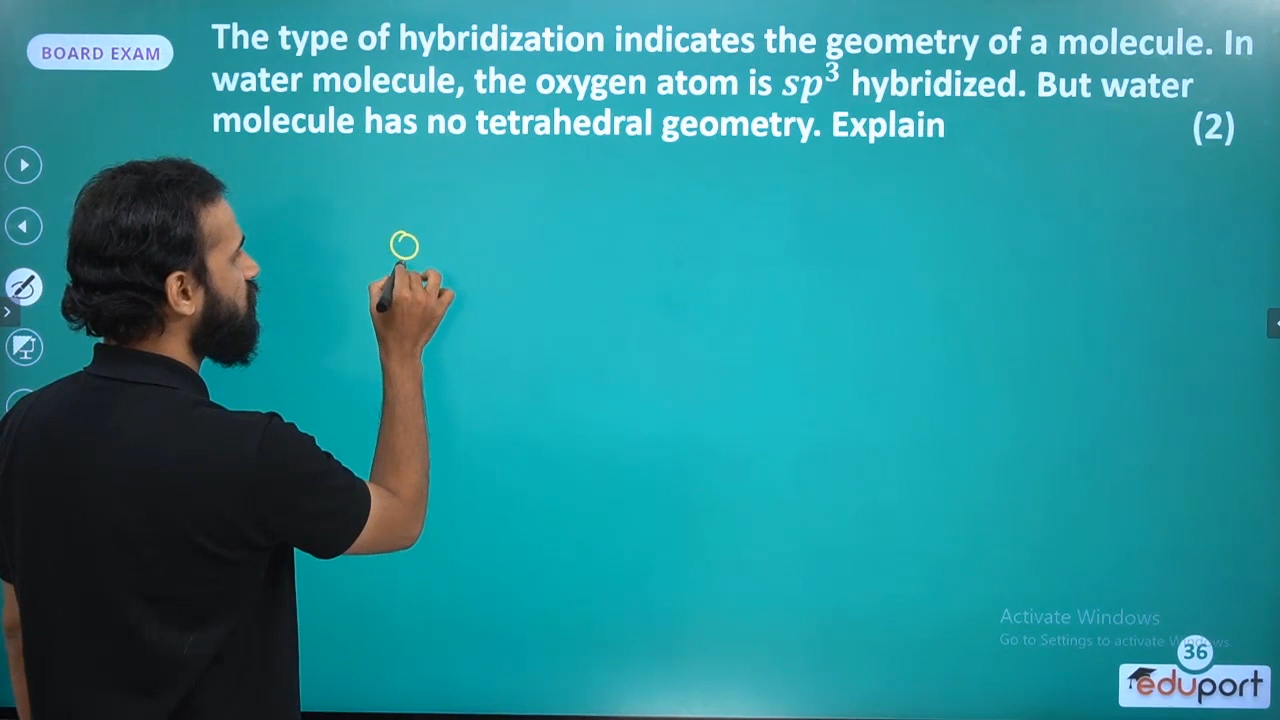 BOARD EXAM
The type of hybridization indicates the geometry of a molecule. In
water molecule, the oxygen atom is sp³ hybridized. But water
molecule has no tetrahedral geometry. Explain (2)
O
Activate Windows
Go to Settings to activate Windows.
36
eduport